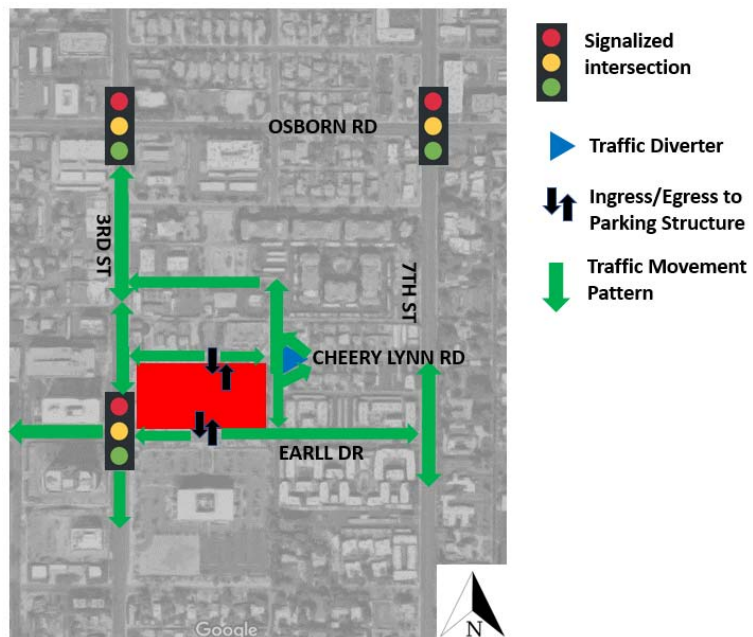 Signalized
intersection
OSBORN RD
Traffic Diverter
Ingress/Egress to
Parking Structure
3RD ST
7TH ST
Traffic Movement
Pattern
CHEERY LYNN RD
EARLL DR
Google
N